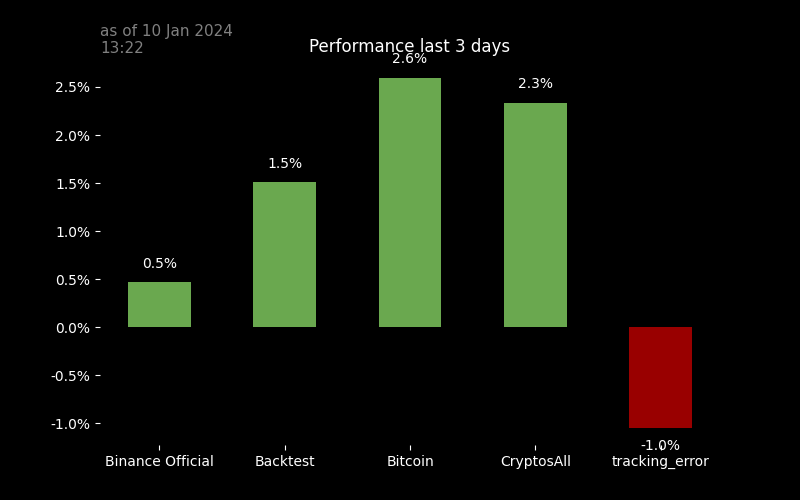 as of 10 Jan 2024
13:22
Performance last 3 days
2.6%
2.5%
2.3%
2.0%
1.5%
1.5%
1.0%
0.5%
0.5%
0.0%
-0.5%
-1.0%
-1.0%
Binance Official
Backtest
Bitcoin
CryptosAll
tracking_error